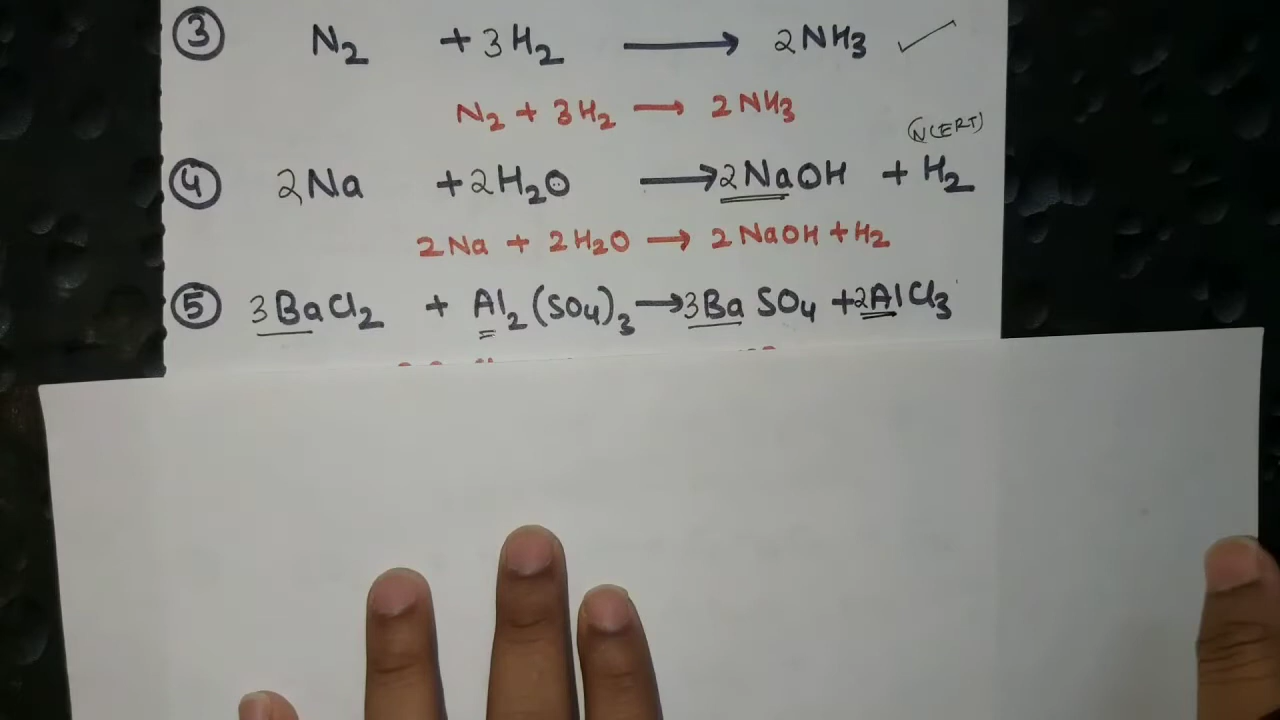 ③ N₂ + 3H₂ ⟶ 2NH₃ ✓
N₂ + 3H₂ ⟶ 2NH₃
(NCERT)
④ 2Na + 2H₂O ⟶ 2NaOH + H₂
2Na + 2H₂O ⟶ 2NaOH + H₂
⑤ 3BaCl₂ + Al₂(SO₄)₃ ⟶ 3BaSO₄ + 2AlCl₃